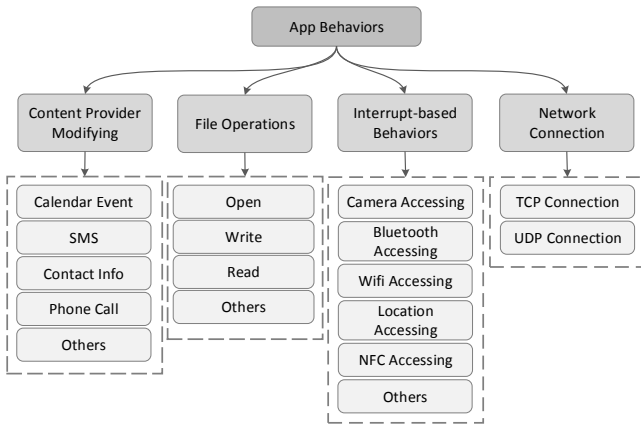 App Behaviors
Content Provider
Modifying
File Operations
Interrupt-based
Behaviors
Network
Connection
Calendar Event
SMS
Contact Info
Phone Call
Others
Open
Write
Read
Others
Camera Accessing
Bluetooth
Accessing
Wifi Accessing
Location
Accessing
NFC Accessing
Others
TCP Connection
UDP Connection